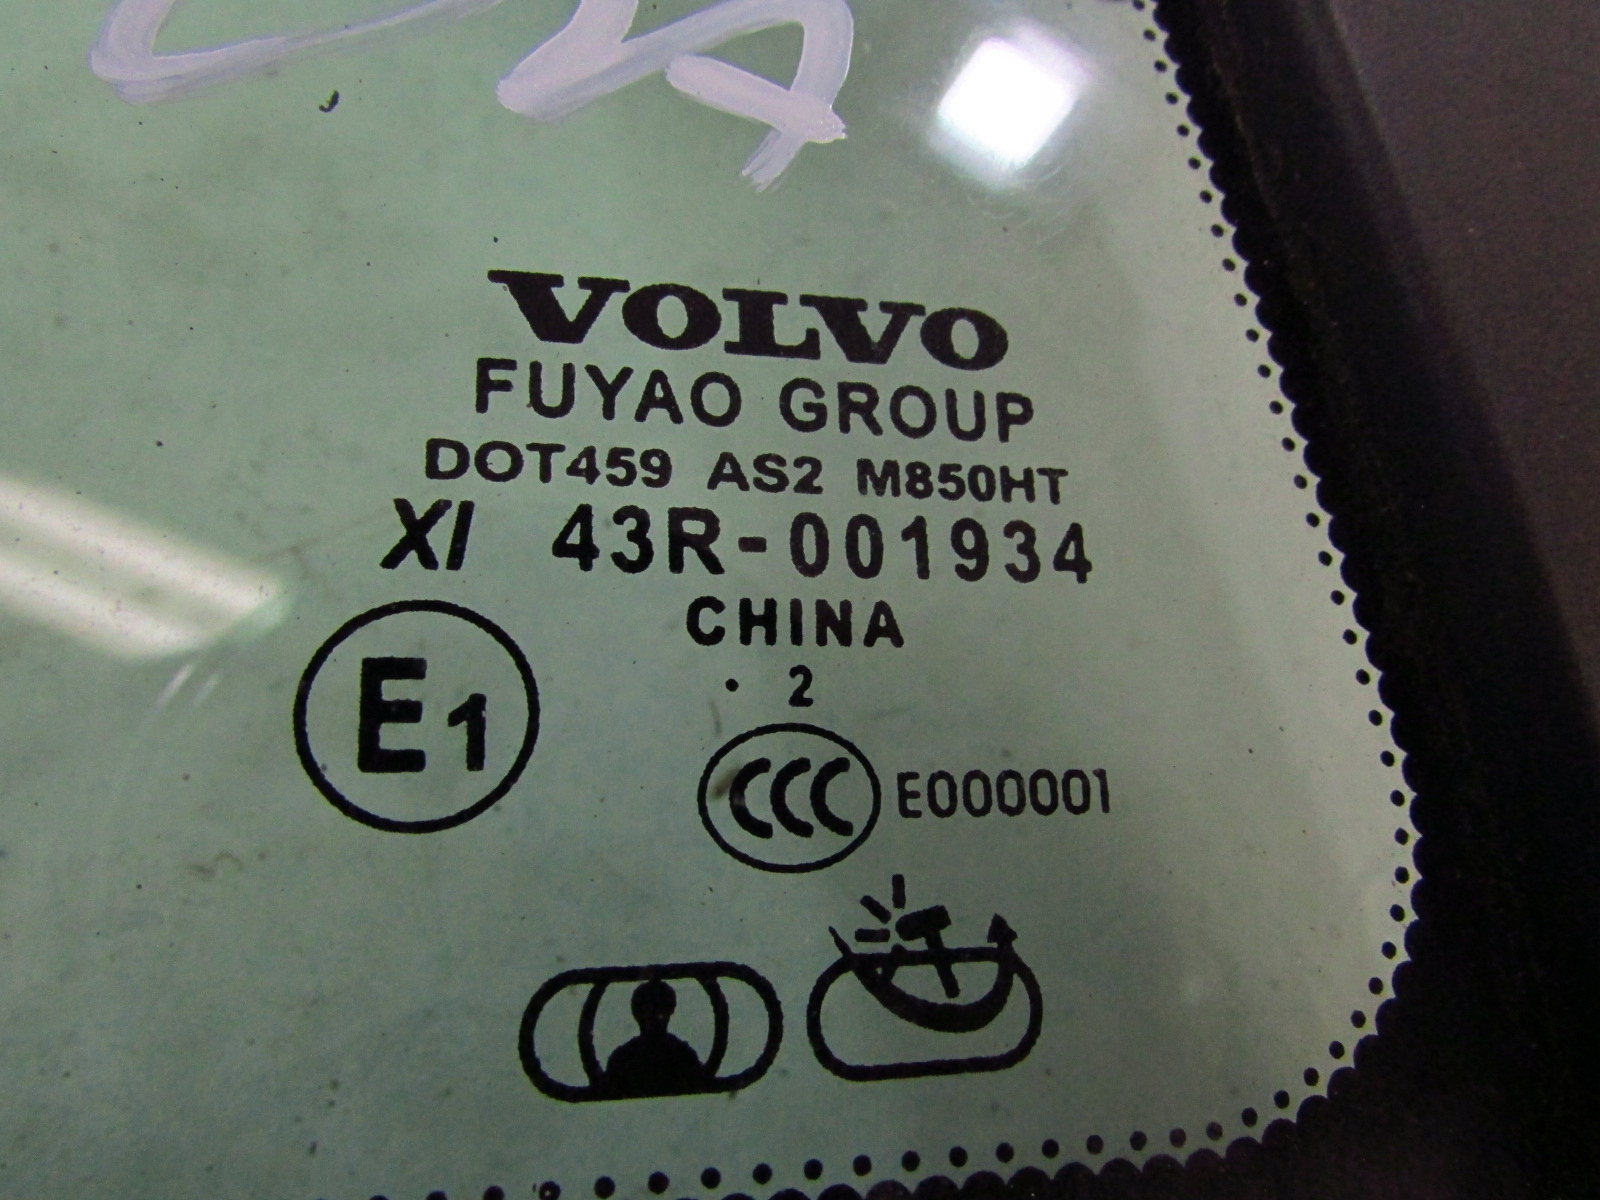 VOLVO
FUYAO GROUP
DOT459 AS2 M850HT
XI 43R-001934
CHINA
. 2
E1
CCC E000001